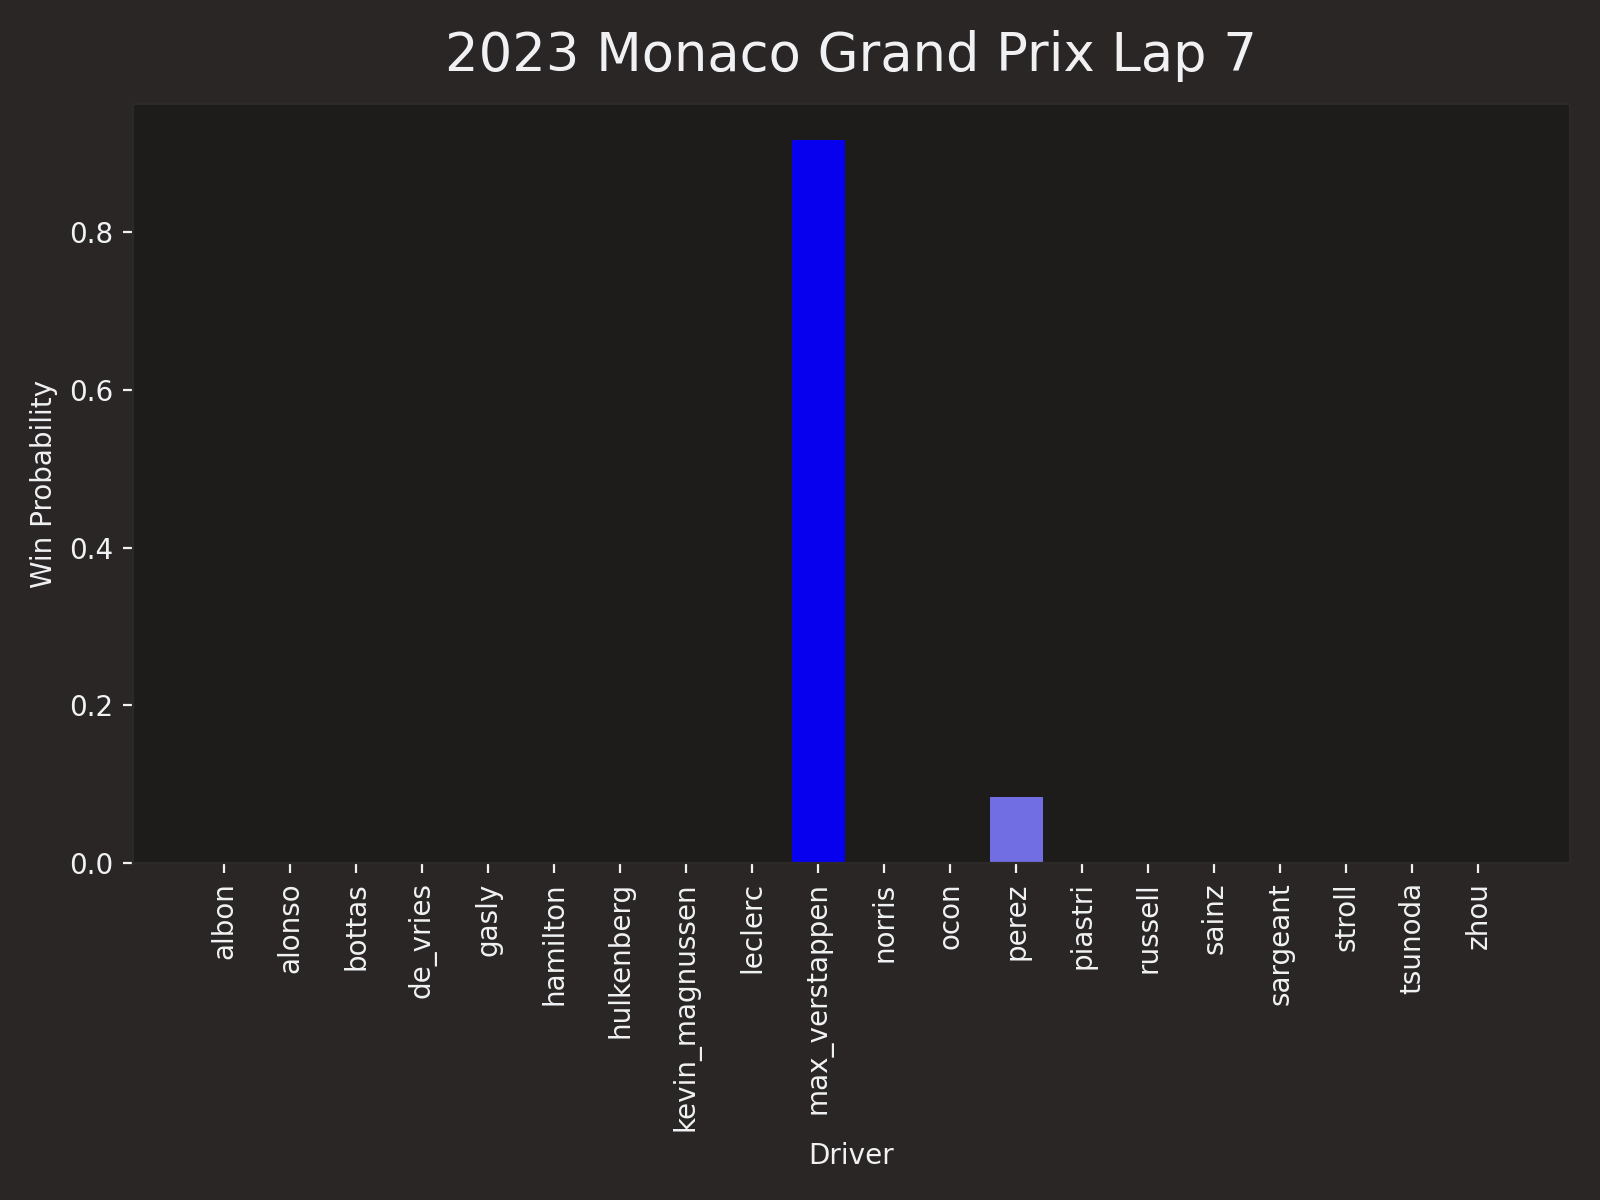 2023 Monaco Grand Prix Lap 7
Win Probability
0.8
0.6
0.4
0.2
0.0
albon
alonso
bottas
de_vries
gasly
hamilton
hulkenberg
kevin_magnussen
leclerc
max_verstappen
norris
ocon
perez
piastri
russell
sainz
sargeant
stroll
tsunoda
zhou
Driver